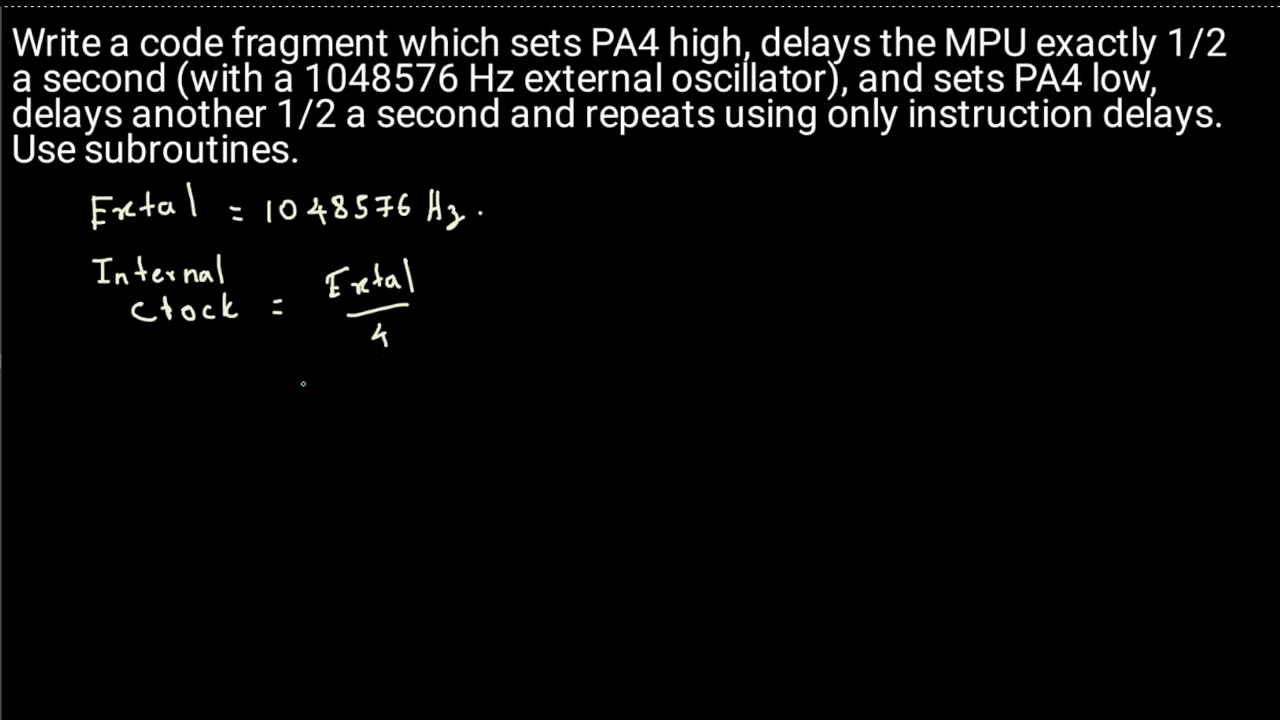 Write a code fragment which sets PA4 high, delays the MPU exactly 1/2
a second (with a 1048576 Hz external oscillator), and sets PA4 low,
delays another 1/2 a second and repeats using only instruction delays.
Use subroutines.
Extal = 1048576 Hz.
Internal
Clock = Extal
4